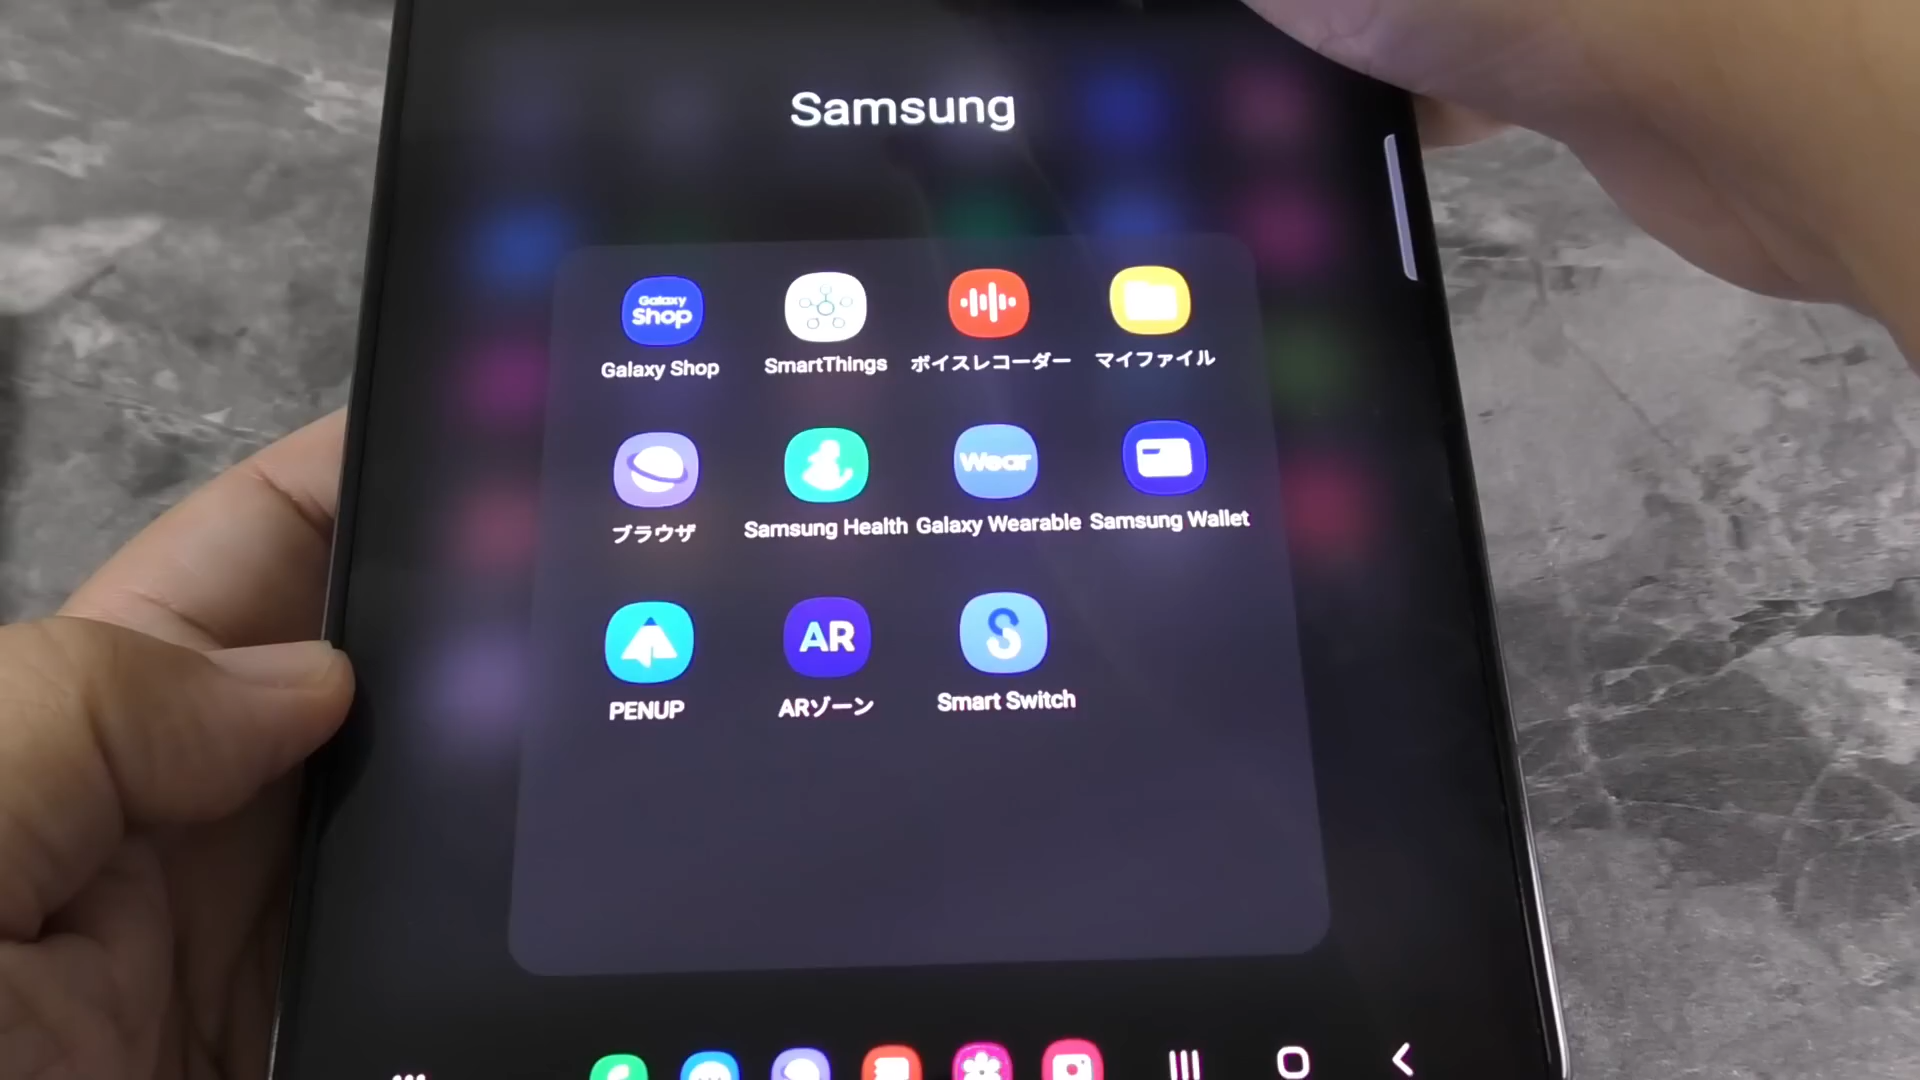 Samsung
Galaxy Shop
Galaxy Shop
SmartThings
ボイスレコーダー
マイファイル
ブラウザ
Samsung Health
Wear
Galaxy Wearable
Samsung Wallet
PENUP
AR
ARゾーン
Smart Switch